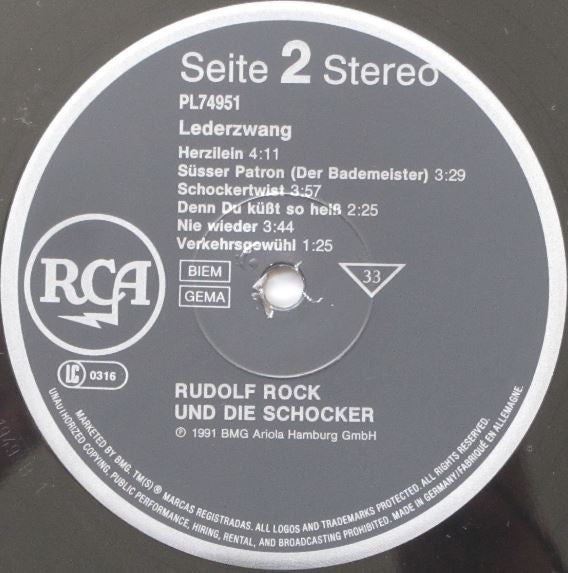 Seite 2 Stereo
PL74951
Lederzwang
Herzilein 4:11
Süsser Patron (Der Bademeister) 3:29
Schockertwist 3:57
Denn Du küßt so heiß 2:25
Nie wieder 3:44
Verkehrsgewühl 1:25
RCA
BIEM
GEMA
33
LC 0316
RUDOLF ROCK
UND DIE SCHOCKER
℗ 1991 BMG Ariola Hamburg GmbH
MARKETED BY BMG, TM(S) ® MARCAS REGISTRADAS. ALL LOGOS AND TRADEMARKS PROTECTED. ALL RIGHTS RESERVED.
UNAUTHORIZED COPYING, PUBLIC PERFORMANCE, HIRING, RENTAL, AND BROADCASTING PROHIBITED. MADE IN GERMANY/FABRIQUÉ EN ALLEMAGNE.